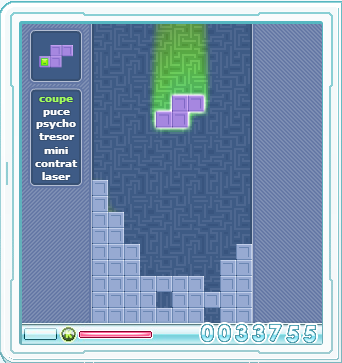 coupe
puce
psycho
tresor
mini
contrat
laser
0033755